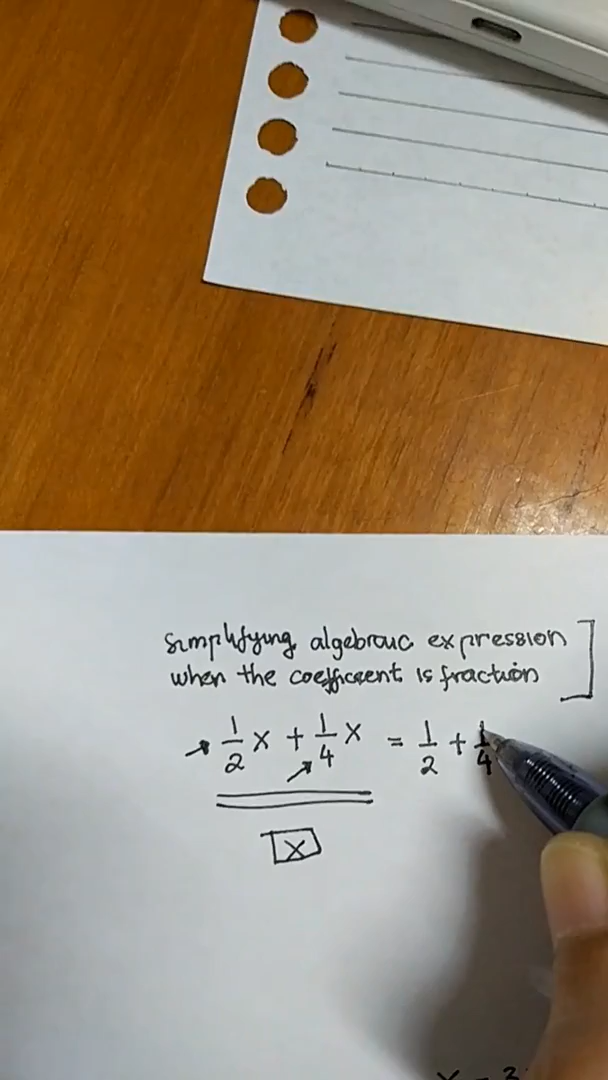 simplifying algebraic expression
when the coefficient is fraction
1/2 x + 1/4 x = 1/2 + 1/4
x